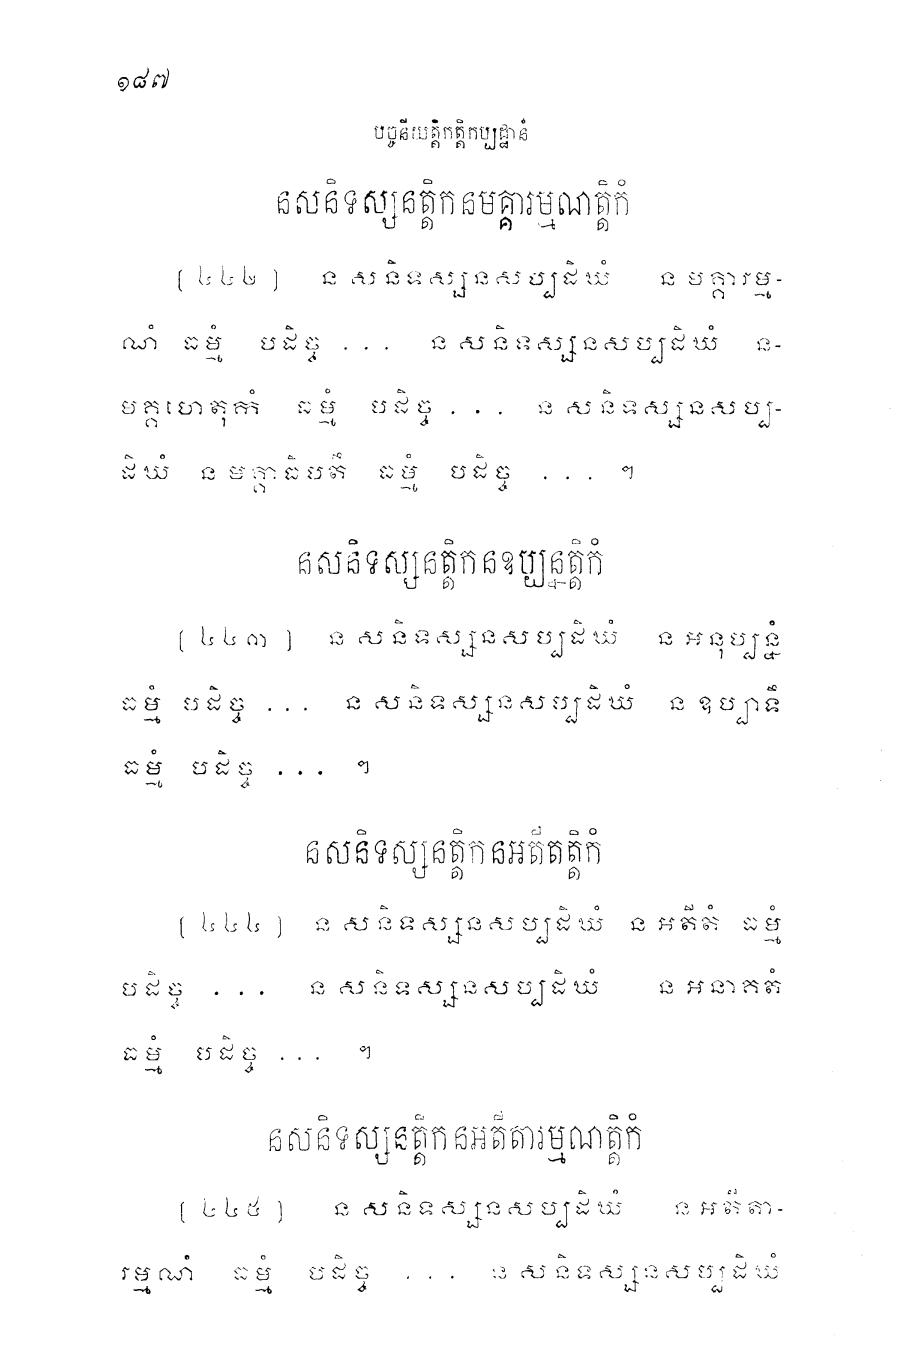 ១៨៧
បច្ចនីយត្តិកត្តិកប្បដ្ឋានំ
នសនិទស្សនត្តិកនមគ្គារម្មណត្តិកំ
[ ៤៤២ ] ន សនិទស្សនសប្បដិឃំ ន មគ្គារម្ម-
ណំ ធម្មំ បដិច្ច ... ន សនិទស្សនសប្បដិឃំ ន-
មគ្គហេតុកំ ធម្មំ បដិច្ច ... ន សនិទស្សនសប្ប-
ដិឃំ ន មគ្គាធិបតឹ ធម្មំ បដិច្ច ... ។
នសនិទស្សនត្តិកនឧប្បន្នត្តិកំ
[ ៤៤៣ ] ន សនិទស្សនសប្បដិឃំ ន អនុប្បន្នំ
ធម្មំ បដិច្ច ... ន សនិទស្សនសប្បដិឃំ ន ឧប្បាទឹ
ធម្មំ បដិច្ច ... ។
នសនិទស្សនត្តិកនអតីតត្តិកំ
[ ៤៤៤ ] ន សនិទស្សនសប្បដិឃំ ន អតីតំ ធម្មំ
បដិច្ច ... ន សនិទស្សនសប្បដិឃំ ន អនាគតំ
ធម្មំ បដិច្ច ... ។
នសនិទស្សនត្តិកនអតីតារម្មណត្តិកំ
[ ៤៤៥ ] ន សនិទស្សនសប្បដិឃំ ន អតីតា-
រម្មណំ ធម្មំ បដិច្ច ... ន សនិទស្សនសប្បដិឃំ